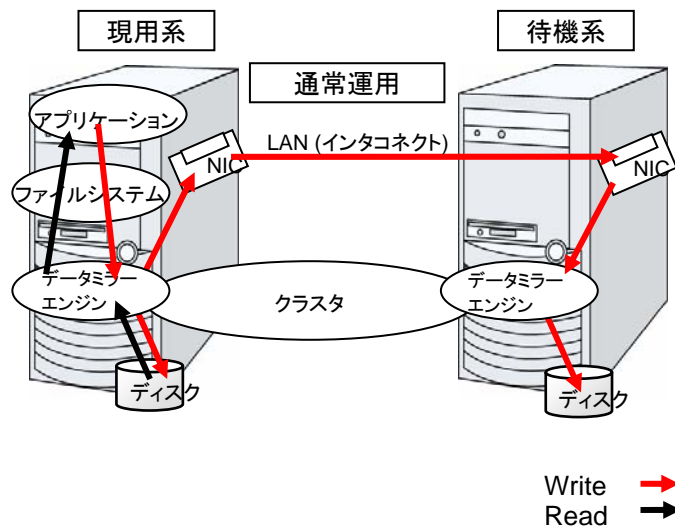 現用系
待機系
通常運用
アプリケーション
LAN (インタコネクト)
NIC
NIC
ファイルシステム
データミラー
エンジン
クラスタ
データミラー
エンジン
ディスク
ディスク
Write
Read